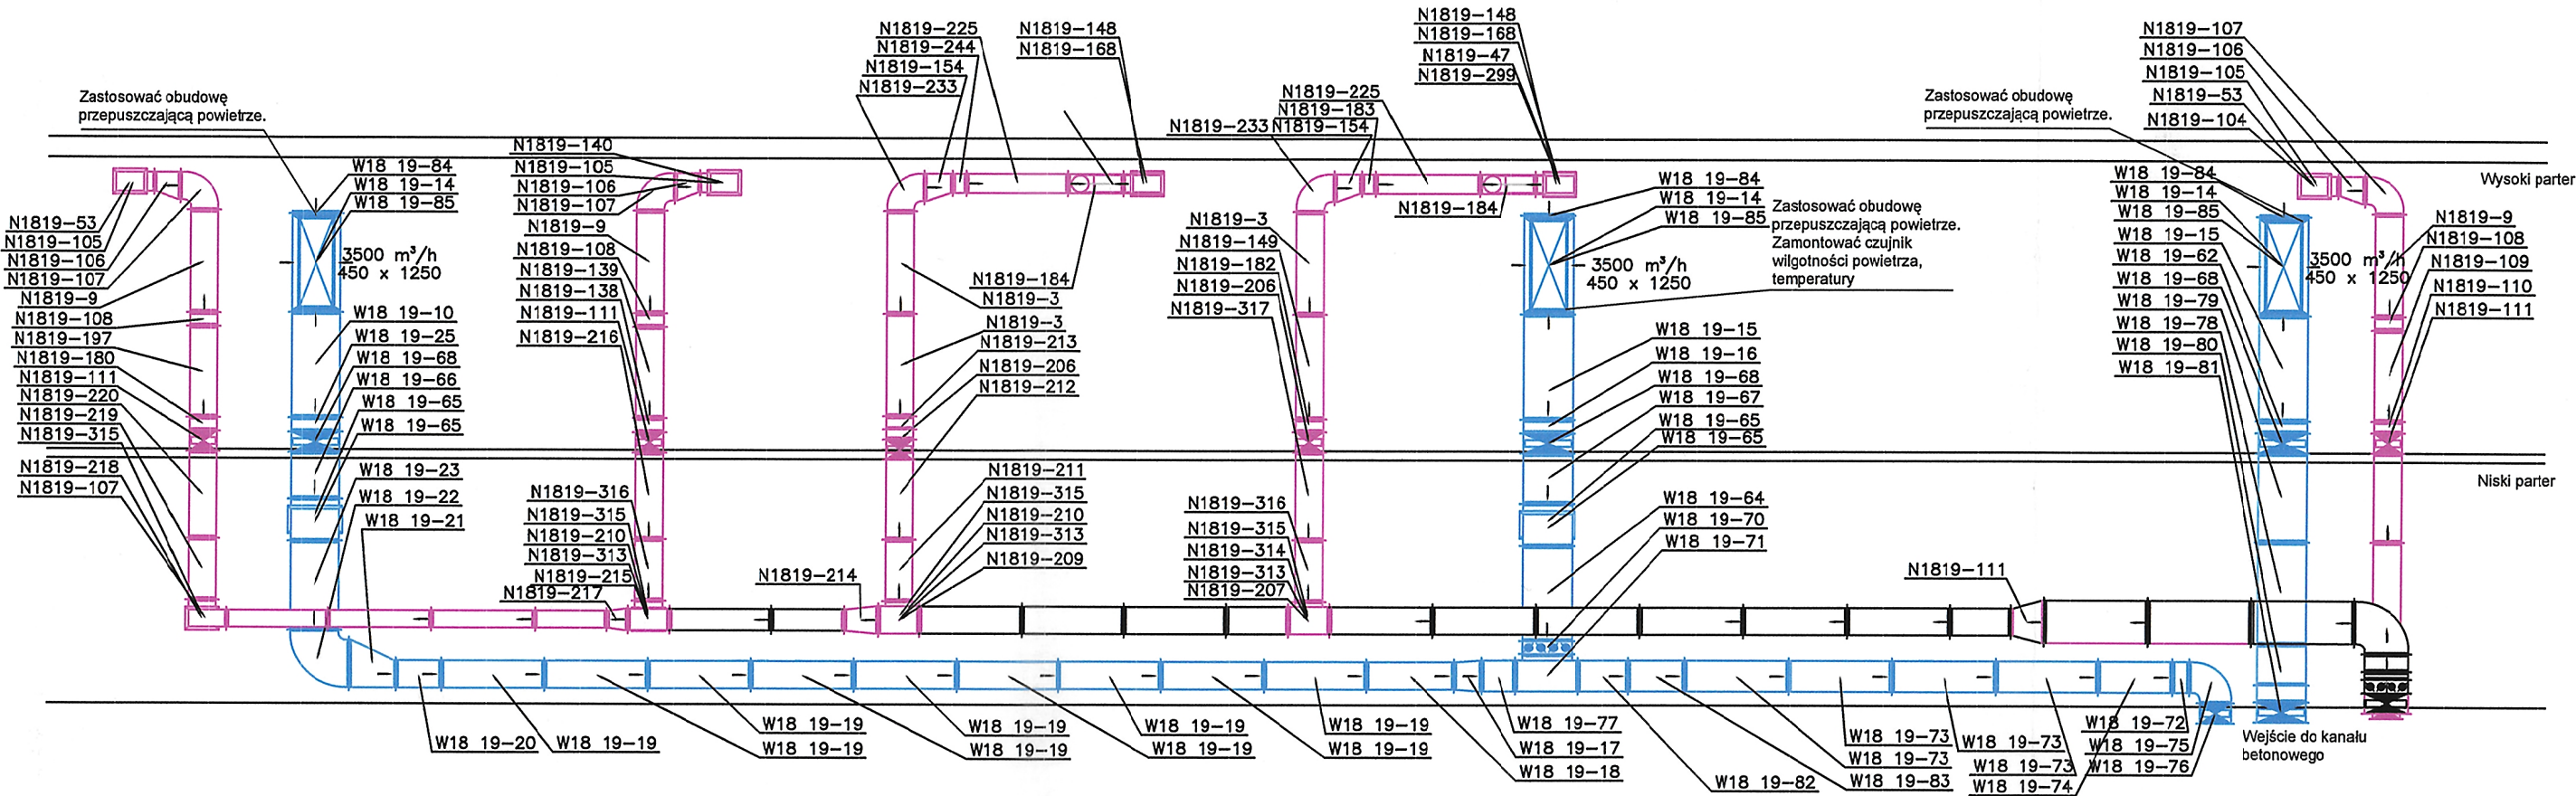 Zastosować obudowę
przepuszczającą powietrze.
N1819-53
N1819-105
N1819-106
N1819-107
N1819-9
N1819-108
N1819-197
N1819-180
N1819-111
N1819-220
N1819-219
N1819-315
N1819-218
N1819-107
W18 19-84
W18 19-14
W18 19-85
3500 m³/h
450 x 1250
W18 19-10
W18 19-25
W18 19-68
W18 19-66
W18 19-65
W18 19-65
W18 19-23
W18 19-22
W18 19-21
N1819-140
N1819-105
N1819-106
N1819-107
N1819-9
N1819-108
N1819-139
N1819-138
N1819-111
N1819-216
N1819-316
N1819-315
N1819-210
N1819-313
N1819-215
N1819-217
N1819-225
N1819-244
N1819-154
N1819-233
N1819-148
N1819-168
N1819-184
N1819-3
N1819-3
N1819-213
N1819-206
N1819-212
N1819-211
N1819-315
N1819-210
N1819-313
N1819-209
N1819-214
N1819-148
N1819-168
N1819-47
N1819-299
N1819-225
N1819-183
N1819-233
N1819-154
N1819-184
N1819-3
N1819-149
N1819-182
N1819-206
N1819-317
N1819-316
N1819-315
N1819-314
N1819-313
N1819-207
W18 19-84
W18 19-14
W18 19-85
Zastosować obudowę
przepuszczającą powietrze.
Zamontować czujnik
wilgotności powietrza,
temperatury
3500 m³/h
450 x 1250
W18 19-15
W18 19-16
W18 19-68
W18 19-67
W18 19-65
W18 19-65
W18 19-64
W18 19-70
W18 19-71
N1819-111
Zastosować obudowę
przepuszczającą powietrze.
N1819-107
N1819-106
N1819-105
N1819-53
N1819-104
W18 19-84
W18 19-14
W18 19-85
W18 19-15
W18 19-62
W18 19-68
W18 19-79
W18 19-78
W18 19-80
W18 19-81
3500 m³/h
450 x 1250
N1819-9
N1819-108
N1819-109
N1819-110
N1819-111
Wysoki parter
Niski parter
W18 19-20
W18 19-19
W18 19-19
W18 19-19
W18 19-19
W18 19-19
W18 19-19
W18 19-19
W18 19-19
W18 19-19
W18 19-77
W18 19-17
W18 19-18
W18 19-82
W18 19-73
W18 19-73
W18 19-83
W18 19-73
W18 19-73
W18 19-74
W18 19-72
W18 19-75
W18 19-76
Wejście do kanału
betonowego